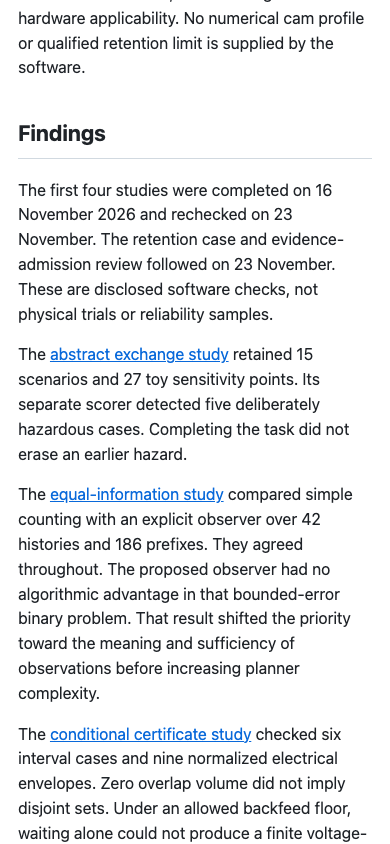 hardware applicability. No numerical cam profile
or qualified retention limit is supplied by the
software.
Findings
The first four studies were completed on 16
November 2026 and rechecked on 23
November. The retention case and evidence-
admission review followed on 23 November.
These are disclosed software checks, not
physical trials or reliability samples.
The abstract exchange study retained 15
scenarios and 27 toy sensitivity points. Its
separate scorer detected five deliberately
hazardous cases. Completing the task did not
erase an earlier hazard.
The equal-information study compared simple
counting with an explicit observer over 42
histories and 186 prefixes. They agreed
throughout. The proposed observer had no
algorithmic advantage in that bounded-error
binary problem. That result shifted the priority
toward the meaning and sufficiency of
observations before increasing planner
complexity.
The conditional certificate study checked six
interval cases and nine normalized electrical
envelopes. Zero overlap volume did not imply
disjoint sets. Under an allowed backfeed floor,
waiting alone could not produce a finite voltage-